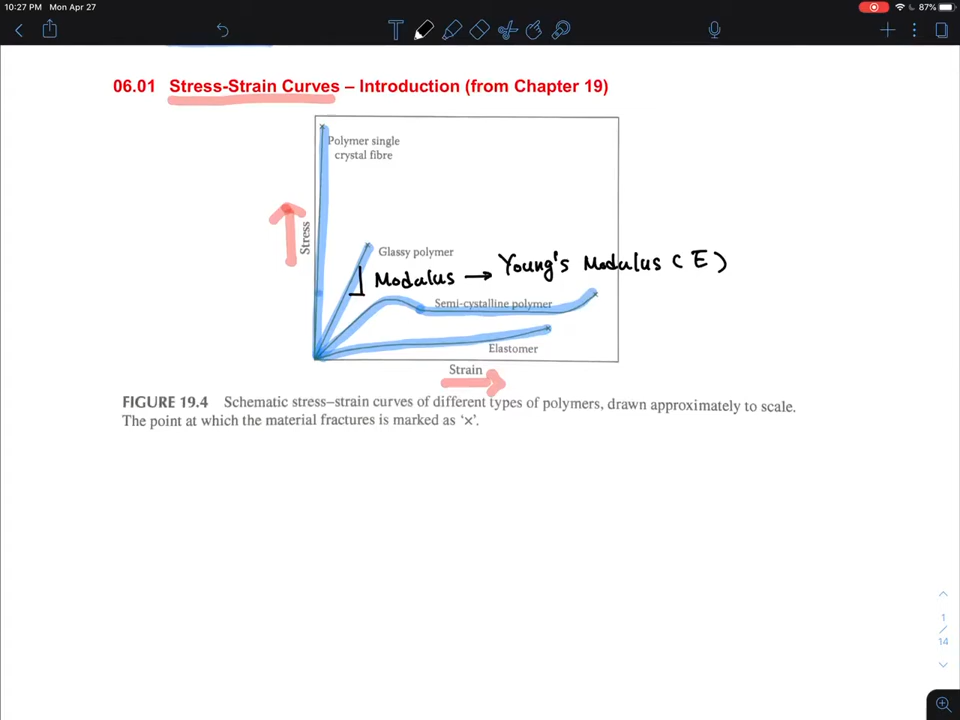 10:27 PM Mon Apr 27
87%
06.01 Stress-Strain Curves – Introduction (from Chapter 19)
Polymer single
crystal fibre
Stress
Glassy polymer
Modulus → Young's Modulus (E)
Semi-cystalline polymer
Elastomer
Strain
FIGURE 19.4 Schematic stress–strain curves of different types of polymers, drawn approximately to scale.
The point at which the material fractures is marked as ‘×’.
1
/
14